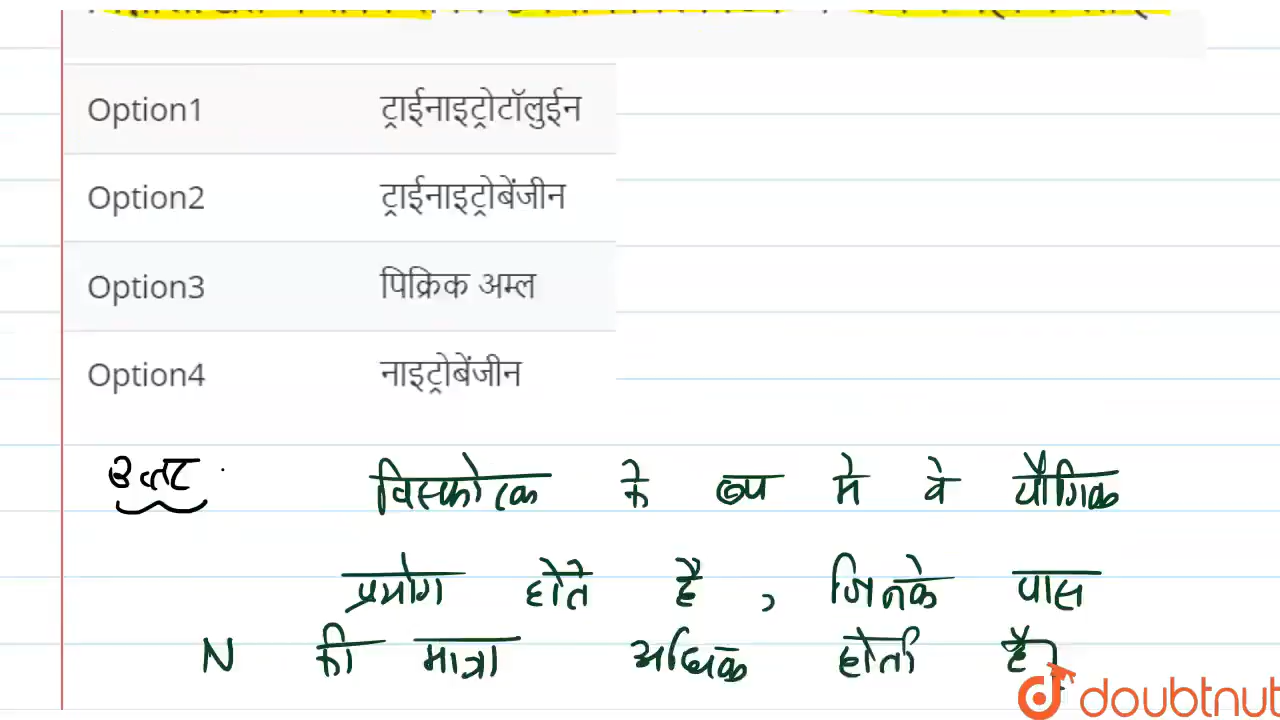 Option1 ट्राईनाइट्रोटॉलुईन
Option2 ट्राईनाइट्रोबेंजीन
Option3 पिक्रिक अम्ल
Option4 नाइट्रोबेंजीन
उत्तर विस्फोटक के रूप मे वे यौगिक
प्रयोग होते है , जिनके पास
N की मात्रा अधिक होती है।
doubtnut